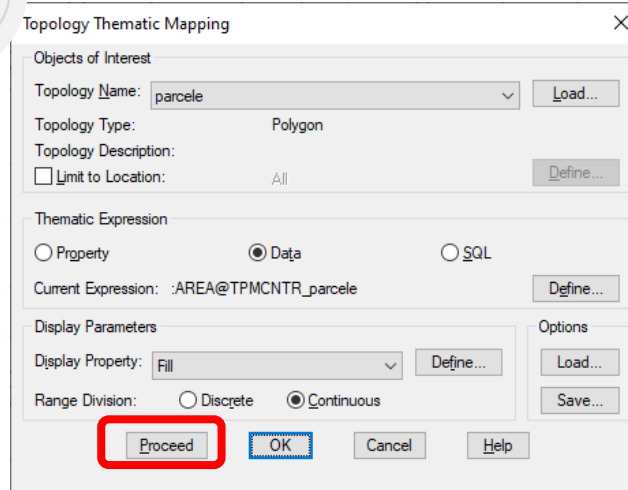 Topology Thematic Mapping
Objects of Interest
Topology Name: parcele Load...
Topology Type: Polygon
Topology Description:
Limit to Location: All Define...
Thematic Expression
Property Data SQL
Current Expression: :AREA@TPMCNTR_parcele Define...
Display Parameters Options
Display Property: Fill Define... Load...
Range Division: Discrete Continuous Save...
Proceed OK Cancel Help